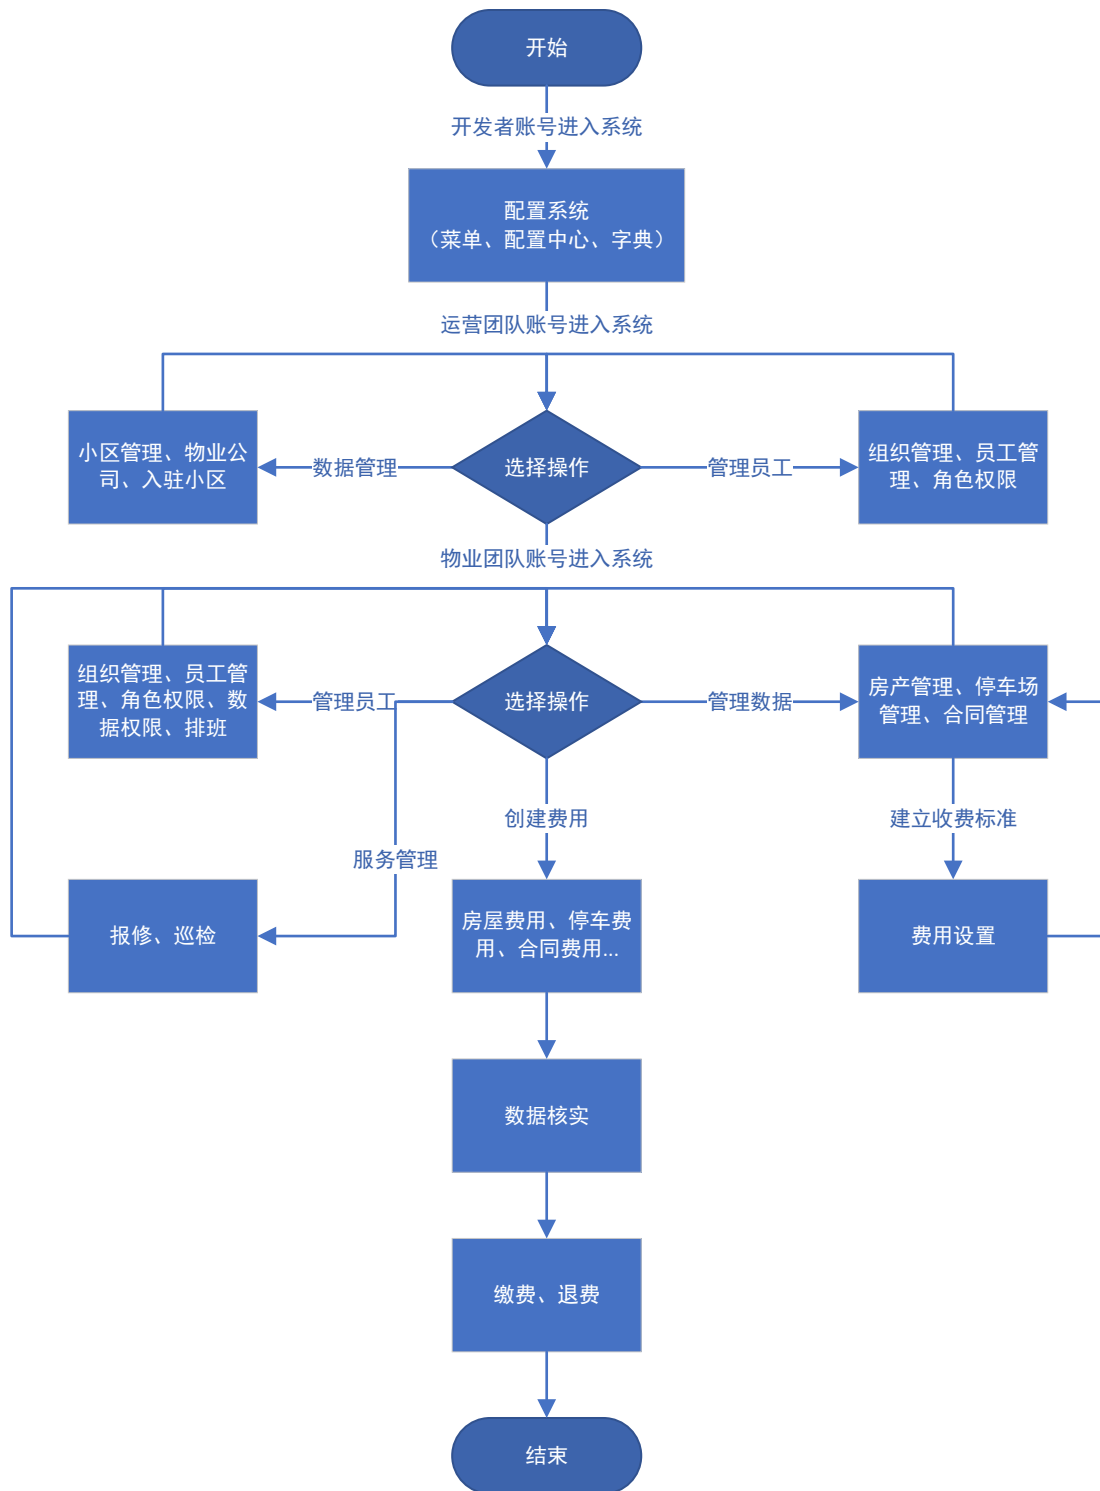 开始
开发者账号进入系统
配置系统
（菜单、配置中心、字典）
运营团队账号进入系统
小区管理、物业公
司、入驻小区
数据管理
选择操作
管理员工
组织管理、员工管
理、角色权限
物业团队账号进入系统
组织管理、员工管
理、角色权限、数
据权限、排班
管理员工
选择操作
管理数据
房产管理、停车场
管理、合同管理
创建费用
建立收费标准
服务管理
报修、巡检
房屋费用、停车费
用、合同费用...
费用设置
数据核实
缴费、退费
结束